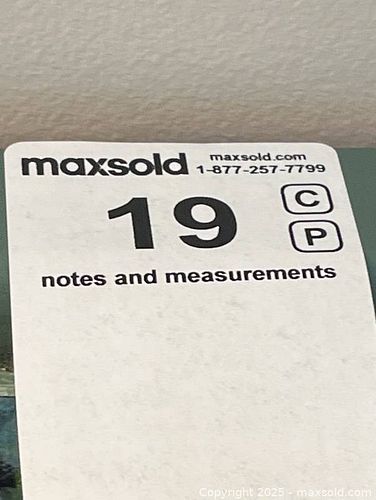 maxsold maxsold.com
1-877-257-7799
19 C
P
notes and measurements
Copyright 2025 - maxsold.com